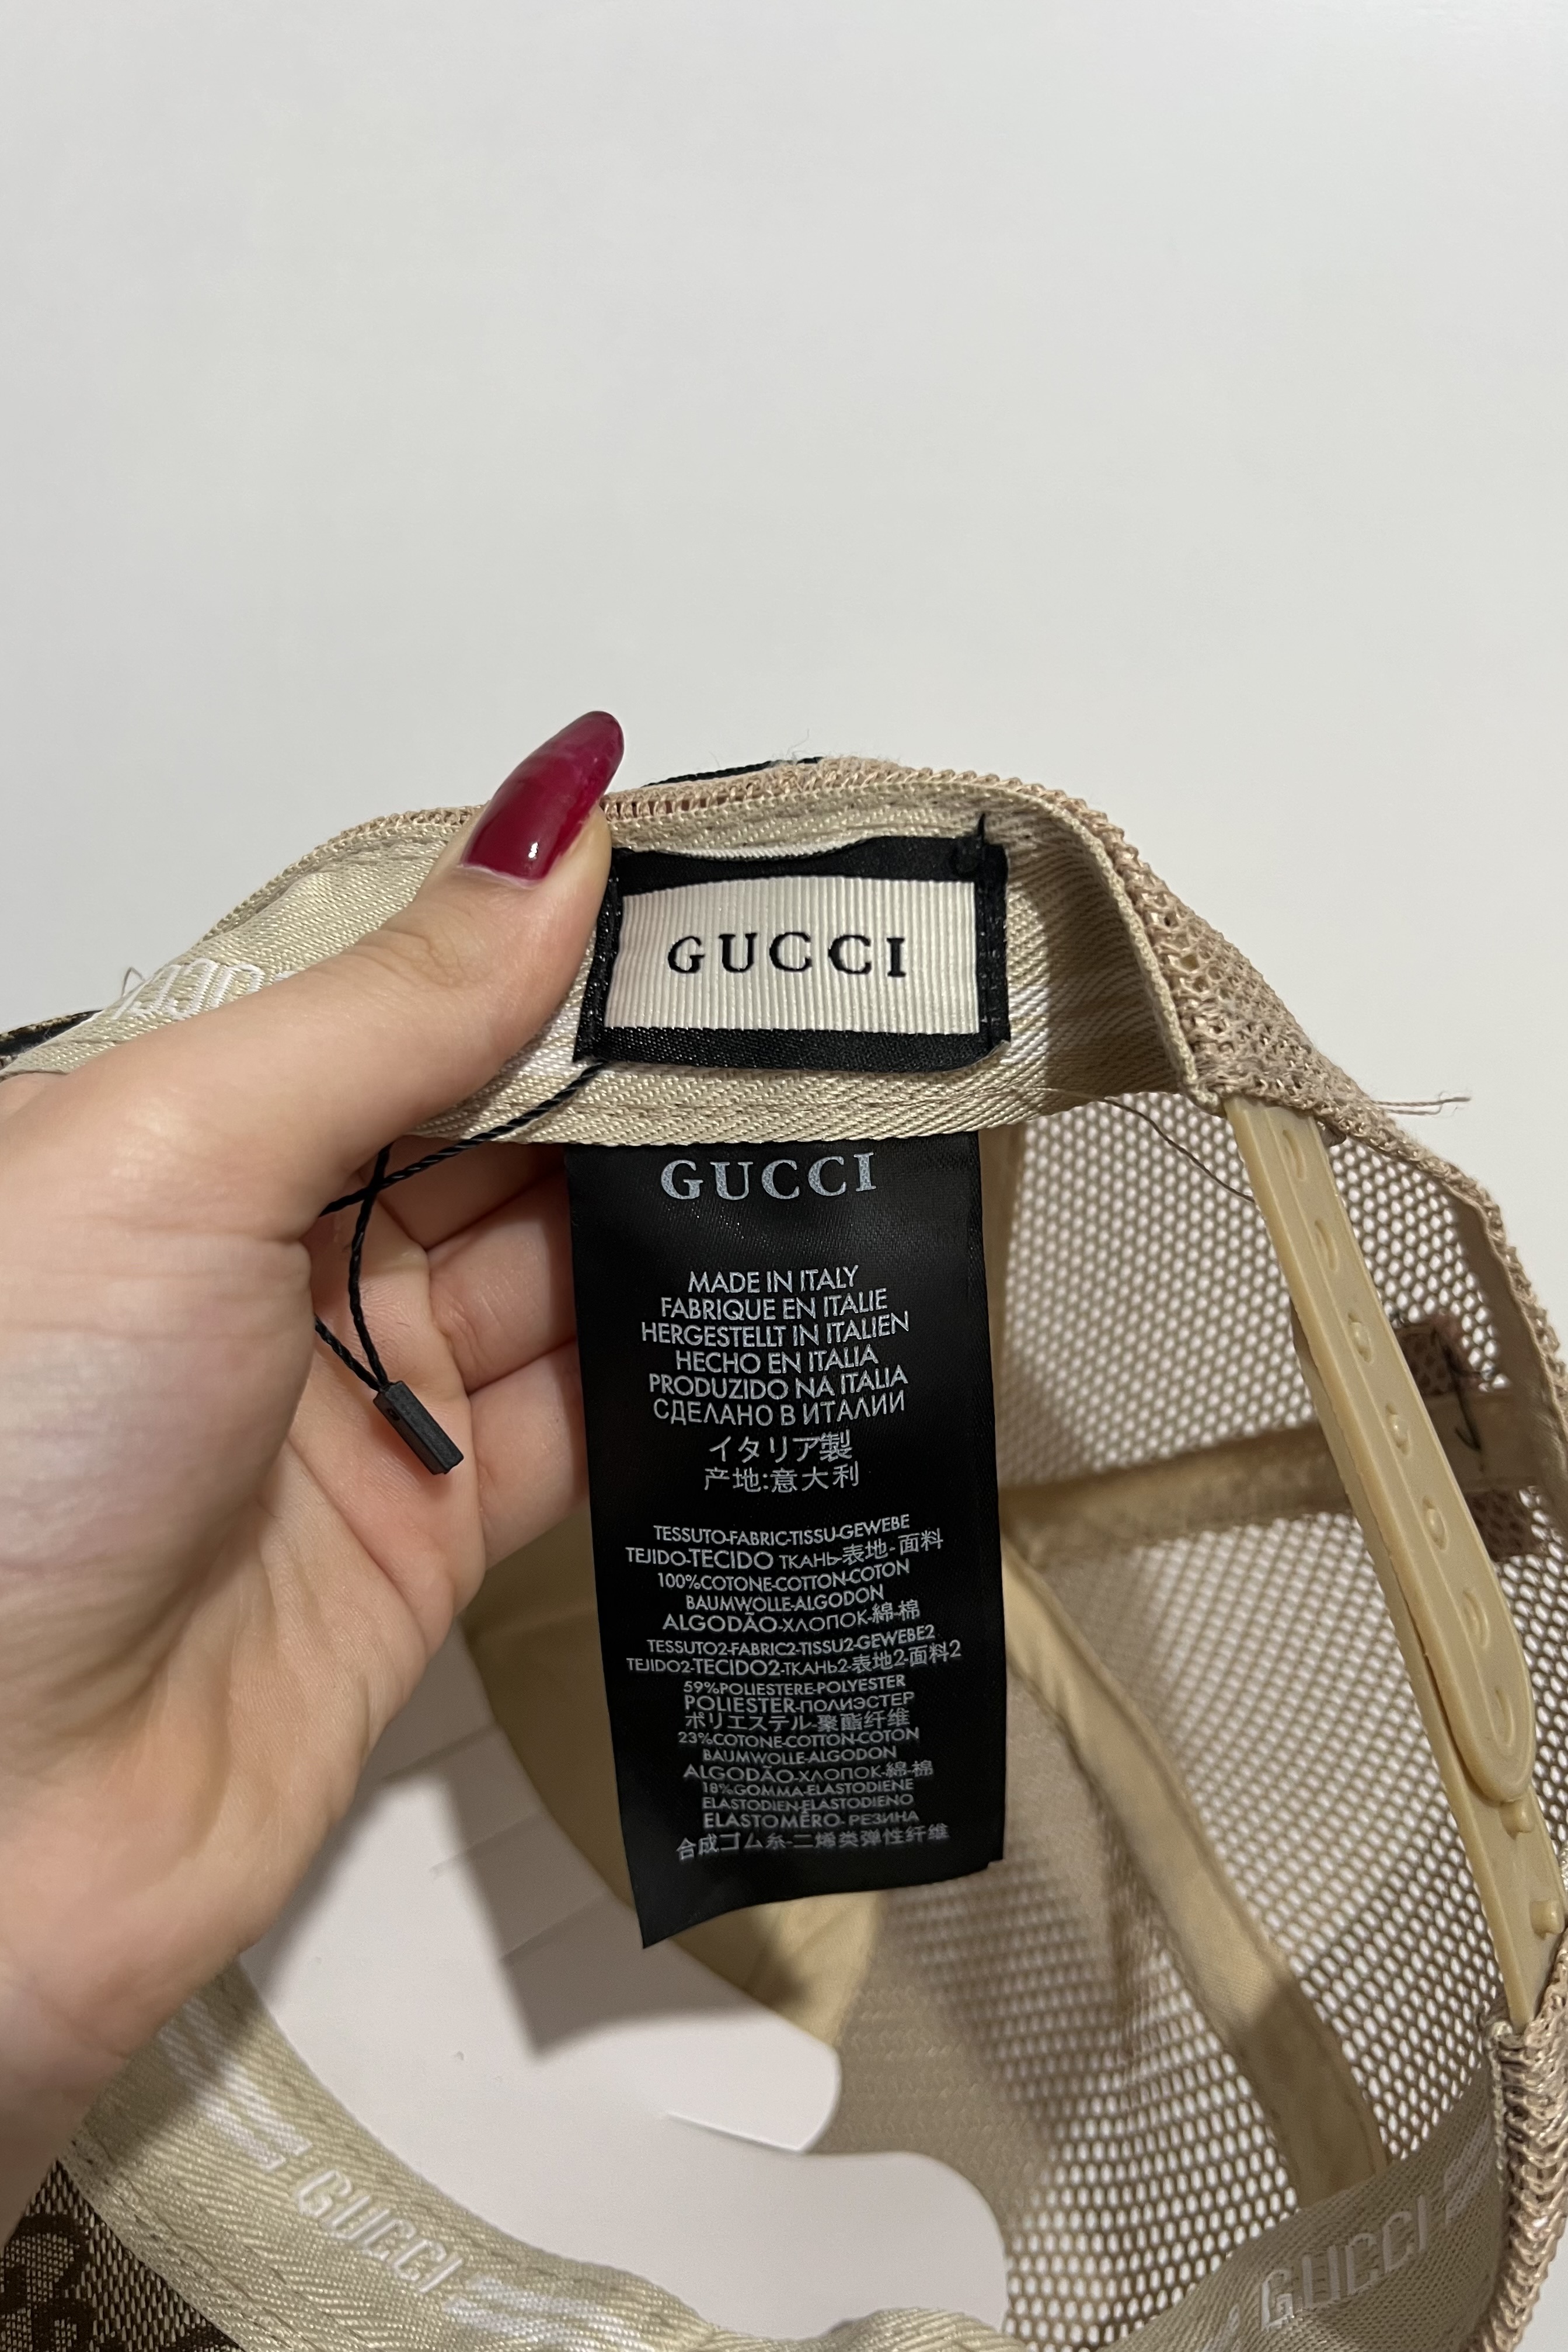 GUCCI
GUCCI
MADE IN ITALY
FABRIQUE EN ITALIE
HERGESTELLT IN ITALIEN
HECHO EN ITALIA
PRODUZIDO NA ITALIA
СДЕЛАНО В ИТАЛИИ
イタリア製
产地:意大利
TESSUTO-FABRIC-TISSU-GEWEBE
TEJIDO-TECIDO ТКАНЬ-表地-面料
100%COTONE-COTTON-COTON
BAUMWOLLE-ALGODON
ALGODÃO-ХЛОПОК-綿-棉
TESSUTO2-FABRIC2-TISSU2-GEWEBE2
TEJIDO2-TECIDO2-ТКАНЬ2-表地2-面料2
59%POLIESTERE-POLYESTER
POLIESTER-ПОЛИЭСТЕР
ポリエステル-聚酯纤维
23%COTONE-COTTON-COTON
BAUMWOLLE-ALGODON
ALGODÃO-ХЛОПОК-綿-棉
18%GOMMA-ELASTODIENE
ELASTODIEN-ELASTODIENO
ELASTOMÊRO- РЕЗИНА
合成ゴム糸-二烯类弹性纤维
GUCCI
GUCCI